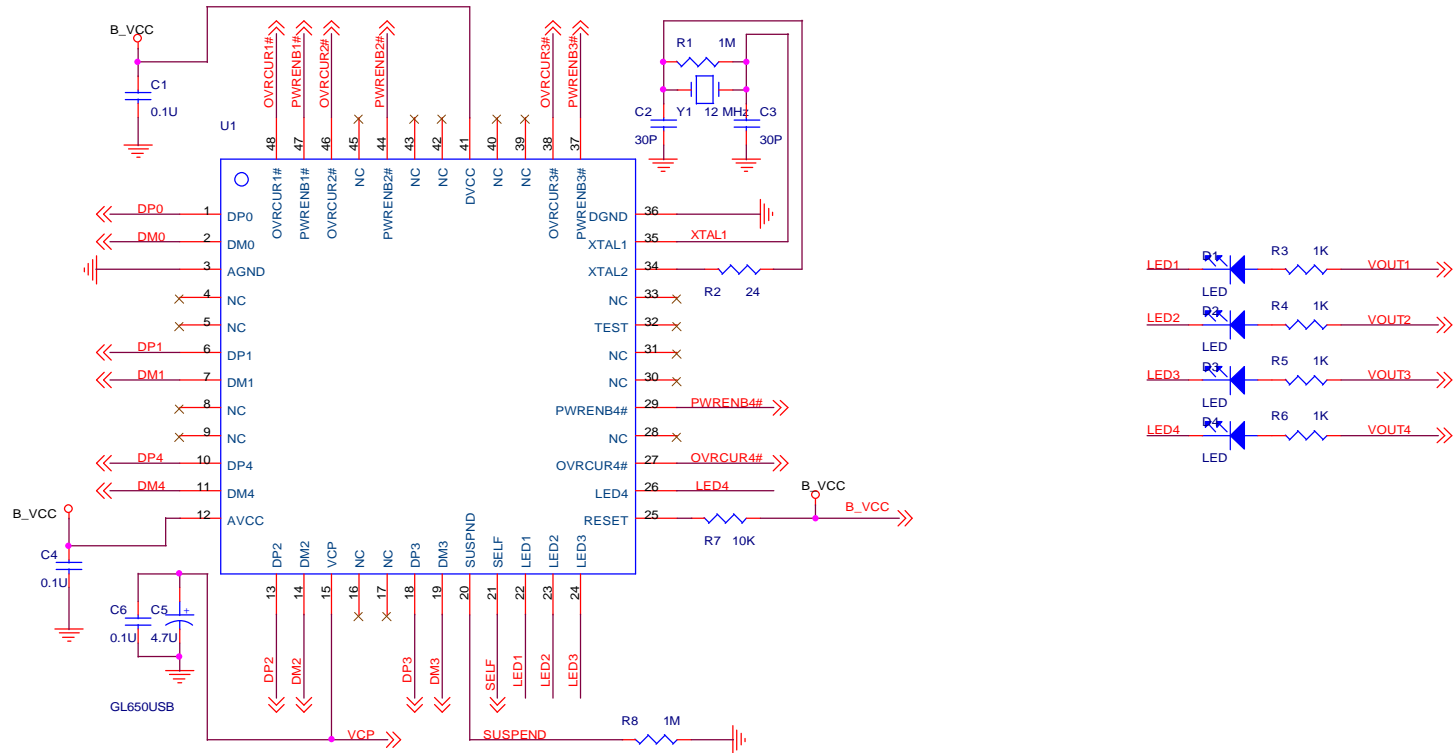 B_VCC
C1
0.1U
U1
OVRCUR1#
PWRENB1#
OVRCUR2#
PWRENB2#
OVRCUR3#
PWRENB3#
48
47
46
45
44
43
42
41
40
39
38
37
OVRCUR1#
PWRENB1#
OVRCUR2#
NC
PWRENB2#
NC
NC
DVCC
NC
NC
OVRCUR3#
PWRENB3#
R1 1M
C2 Y1 12 MHz C3
30P 30P
DP0 1 DP0
DM0 2 DM0
3 AGND
4 NC
5 NC
DP1 6 DP1
DM1 7 DM1
8 NC
9 NC
DP4 10 DP4
DM4 11 DM4
B_VCC 12 AVCC
DGND 36
XTAL1 35 XTAL1
XTAL2 34
R2 24
NC 33
TEST 32
NC 31
NC 30
PWRENB4# 29 PWRENB4#
NC 28
OVRCUR4# 27 OVRCUR4#
LED4 26 LED4
RESET 25
B_VCC
B_VCC
R7 10K
C4
0.1U
C6 C5 +
0.1U 4.7U
GL650USB
DP2
DM2
VCP
NC
NC
DP3
DM3
SUSPND
SELF
LED1
LED2
LED3
13
14
15
16
17
18
19
20
21
22
23
24
DP2
DM2
DP3
DM3
SELF
LED1
LED2
LED3
VCP
SUSPEND
R8 1M
LED1 D1 R3 1K VOUT1
LED
LED2 D2 R4 1K VOUT2
LED
LED3 D3 R5 1K VOUT3
LED
LED4 D4 R6 1K VOUT4
LED